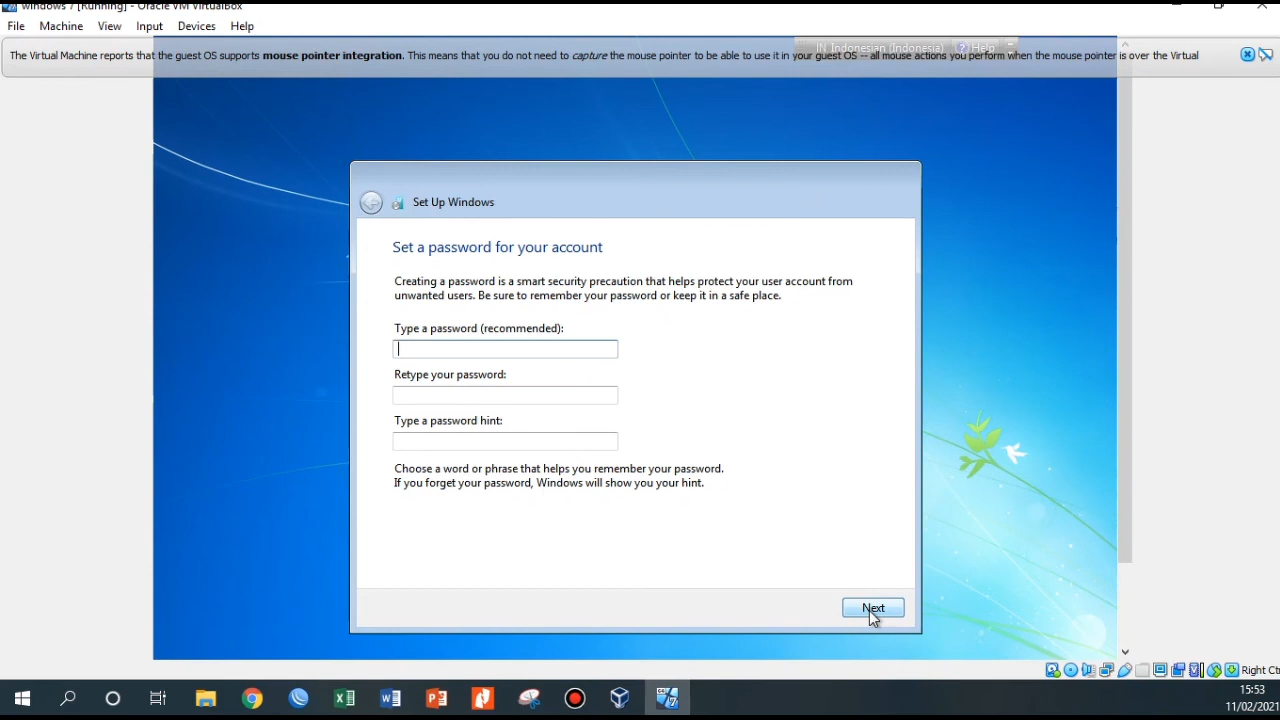 windows 7 [Running] - Oracle VM VirtualBox
File Machine View Input Devices Help
IN Indonesian (Indonesia) Help
The Virtual Machine reports that the guest OS supports mouse pointer integration. This means that you do not need to capture the mouse pointer to be able to use it in your guest OS -- all mouse actions you perform when the mouse pointer is over the Virtual
Set Up Windows
Set a password for your account
Creating a password is a smart security precaution that helps protect your user account from
unwanted users. Be sure to remember your password or keep it in a safe place.
Type a password (recommended):
Retype your password:
Type a password hint:
Choose a word or phrase that helps you remember your password.
If you forget your password, Windows will show you your hint.
Next
Right Ctr
15:53
11/02/2021